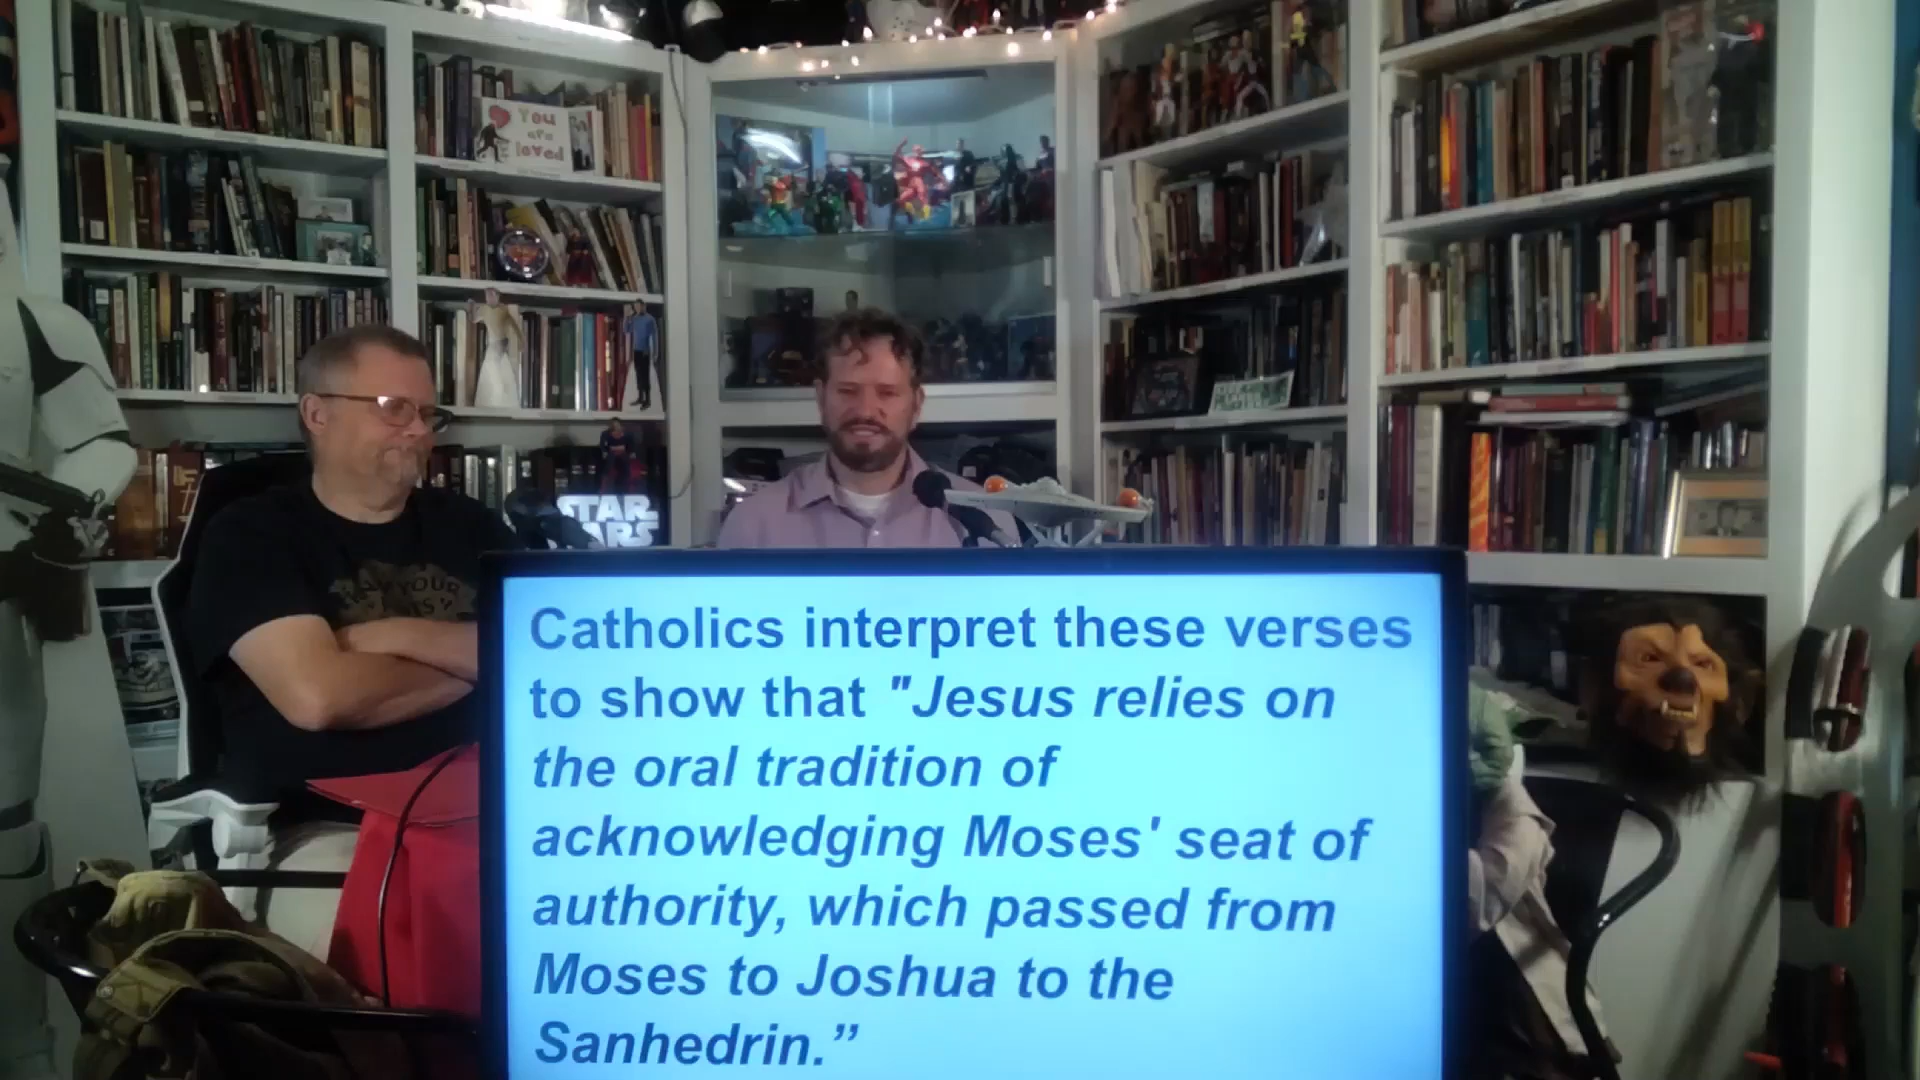 You
are
loved
STAR
WARS
YOUR
Catholics interpret these verses
to show that "Jesus relies on
the oral tradition of
acknowledging Moses' seat of
authority, which passed from
Moses to Joshua to the
Sanhedrin.”